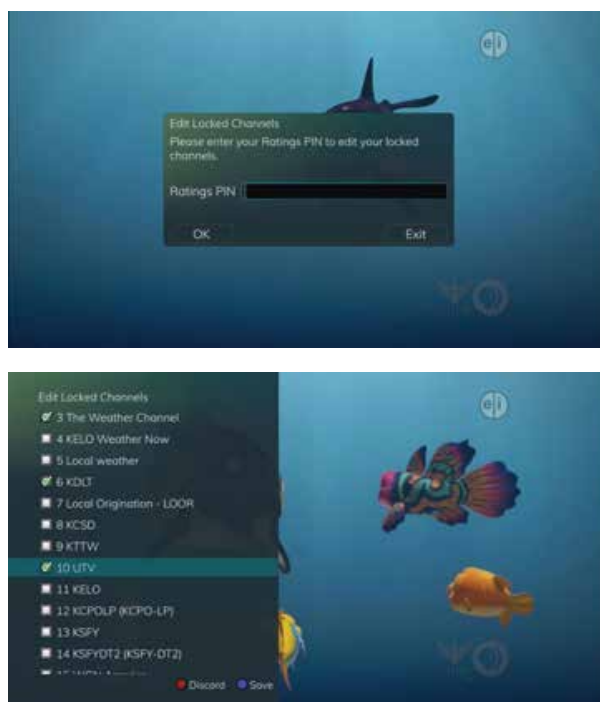 e i
Edit Locked Channels
Please enter your Ratings PIN to edit your locked
channels.
Ratings PIN
OK
Exit
Edit Locked Channels
3 The Weather Channel
4 KELO Weather Now
5 Local weather
6 KDLT
7 Local Origination - LOOR
8 KCSD
9 KTTW
10 UTV
11 KELO
12 KCPOLP (KCPO-LP)
13 KSFY
14 KSFYDT2 (KSFY-DT2)
Discard
Save
e i